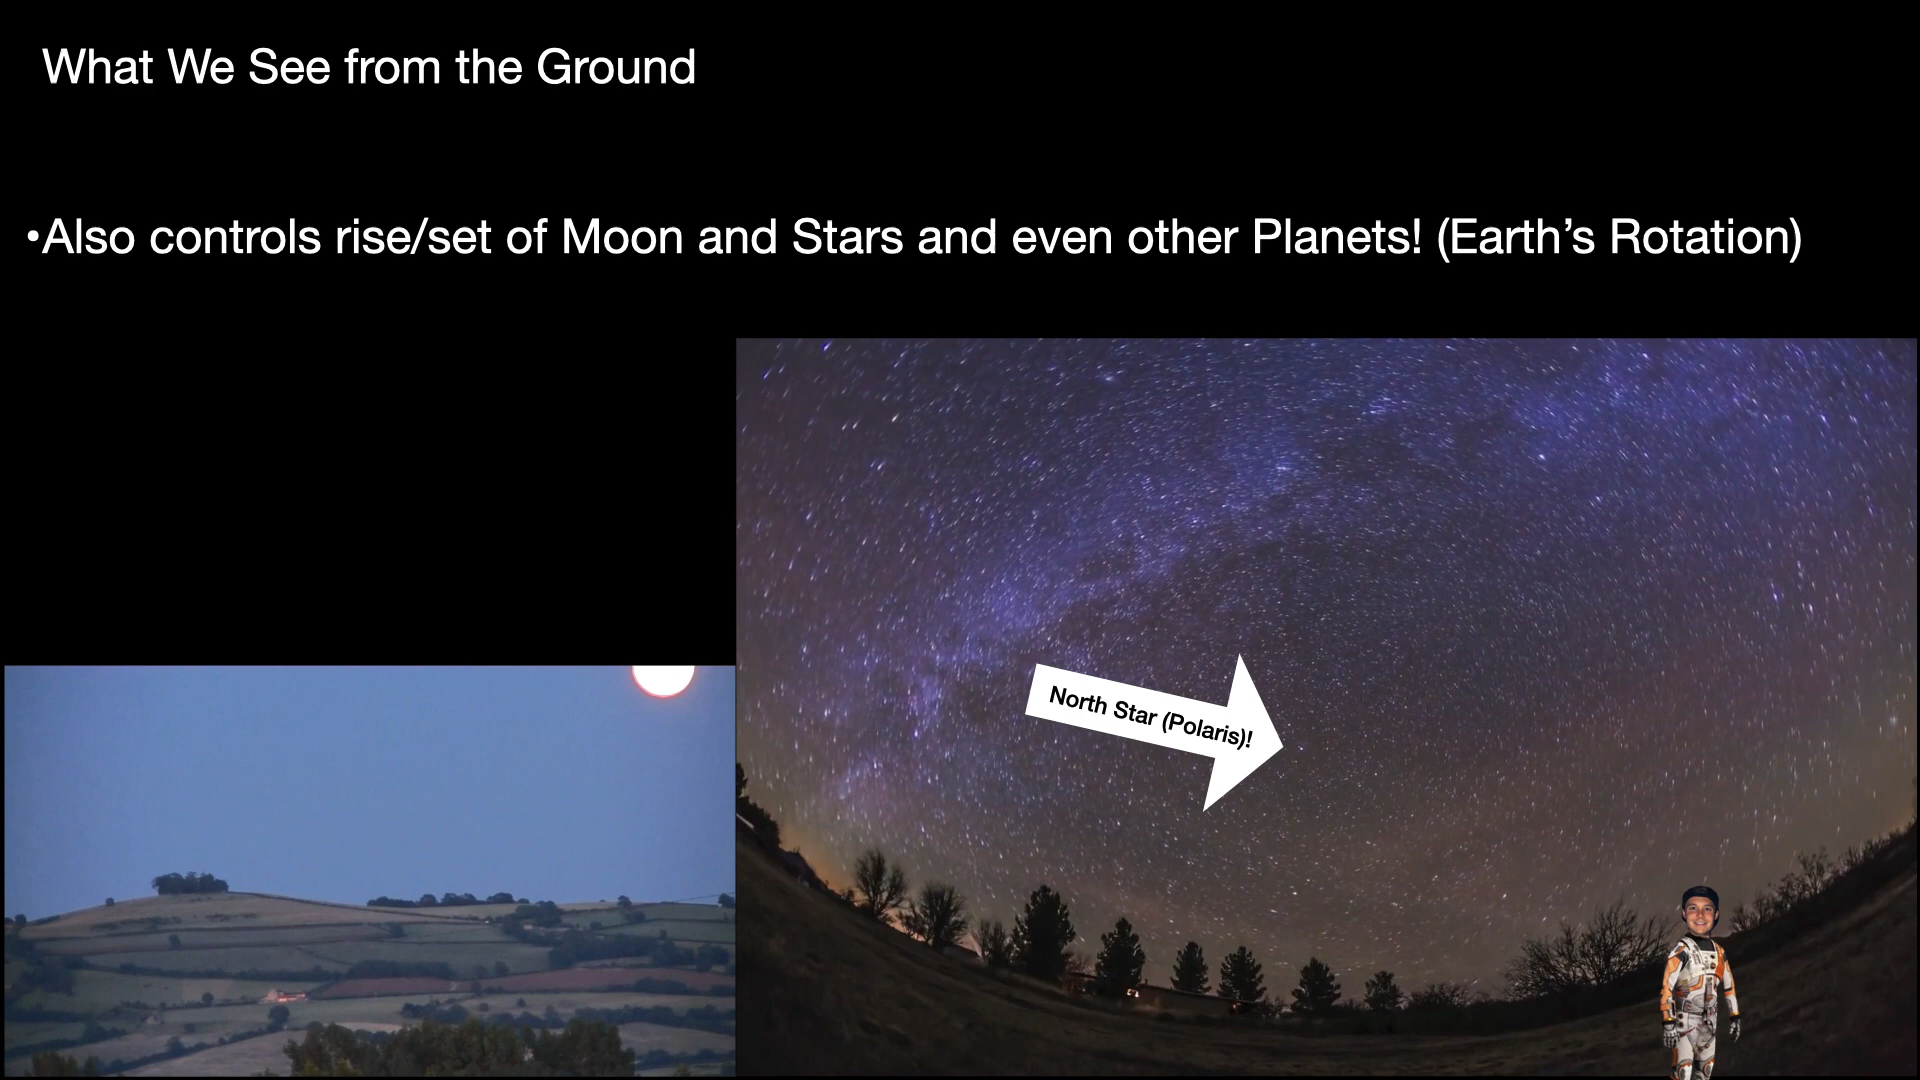 What We See from the Ground
•Also controls rise/set of Moon and Stars and even other Planets! (Earth’s Rotation)
North Star (Polaris)!